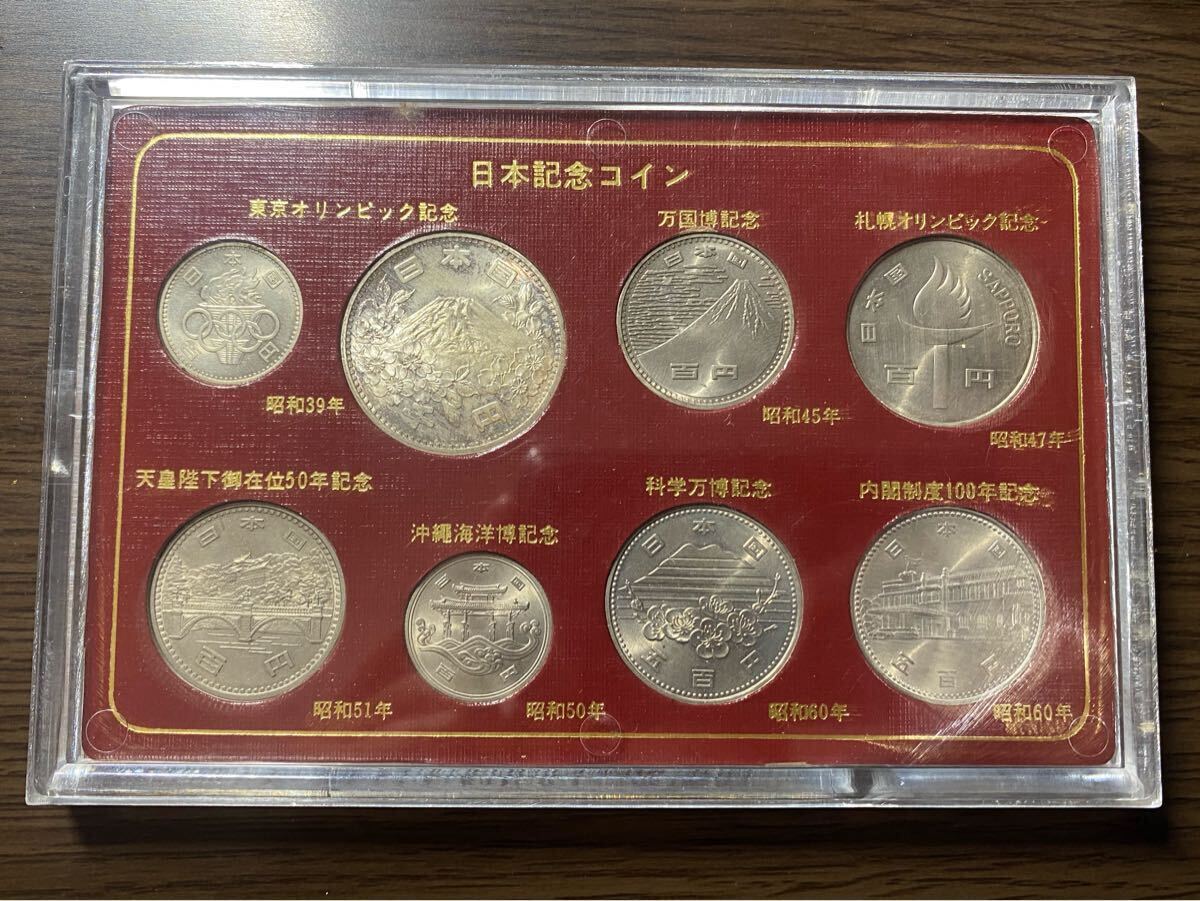 日本記念コイン
東京オリンピック記念
万国博記念
札幌オリンピック記念
日本国
日本国
日本国
日本国
SAPPORO
百円
百円
円
昭和39年
昭和45年
昭和47年
天皇陛下御在位50年記念
沖縄海洋博記念
科学万博記念
内閣制度100年記念
日本国
日本国
日本国
日本国
百円
百円
五百円
五百円
昭和51年
昭和50年
昭和60年
昭和60年